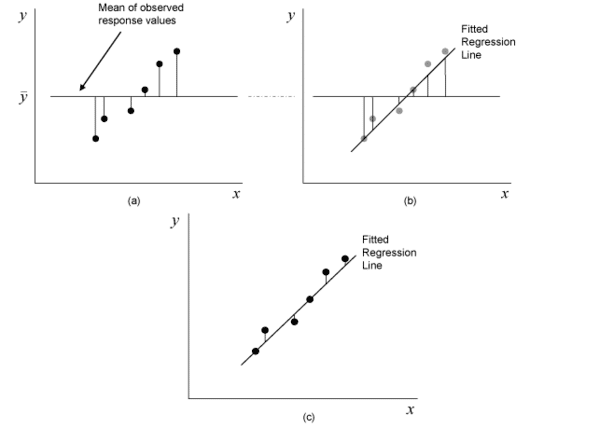 y
Mean of observed
response values
ȳ
x
(a)
y
Fitted
Regression
Line
x
(b)
y
Fitted
Regression
Line
x
(c)